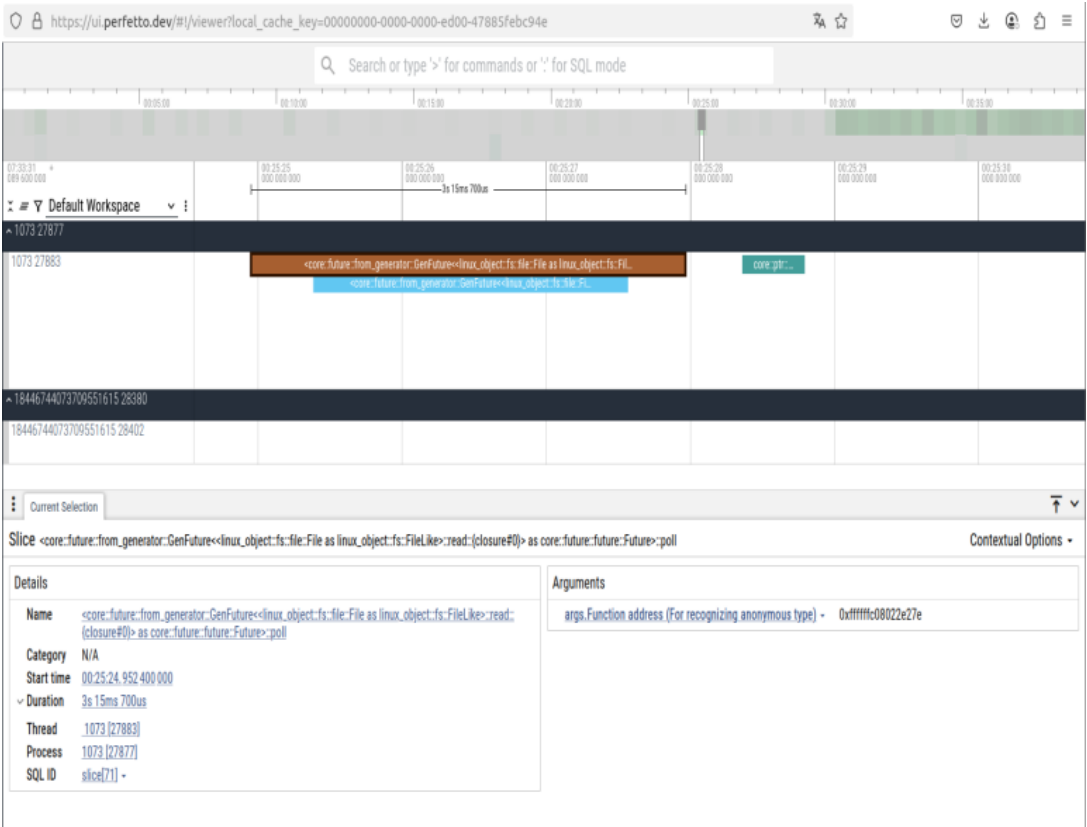 https://ui.perfetto.dev/#!/viewer?local_cache_key=00000000-0000-0000-ed00-47885febc94e
Search or type '>' for commands or ':' for SQL mode
00:05:00 00:10:00 00:15:00 00:20:00 00:25:00 00:30:00 00:35:00
07:33:31 + 00:25:25 00:25:26 00:25:27 00:25:28 00:25:29 00:25:30
089 600 000 000 000 000 000 000 000 000 000 000 000 000 000 000 000 000 000 000 000
3s 15ms 700us
Default Workspace
1073 27877
1073 27883
<core::future::from_generator::GenFuture<<linux_object::fs::file::File as linux_object::fs::Fil... core::ptr::...
<core::future::from_generator::GenFuture<<linux_object::fs::file::Fi...
18446744073709551615 28380
18446744073709551615 28402
Current Selection
Slice <core::future::from_generator::GenFuture<<linux_object::fs::file::File as linux_object::fs::FileLike>::read::{closure#0}> as core::future::future::Future>::poll
Contextual Options
Details
Name <core::future::from_generator::GenFuture<<linux_object::fs::file::File as linux_object::fs::FileLike>::read::
{closure#0}> as core::future::future::Future>::poll
Category N/A
Start time 00:25:24.952 400 000
Duration 3s 15ms 700us
Thread 1073 [27883]
Process 1073 [27877]
SQL ID slice[71]
Arguments
args.Function address (For recognizing anonymous type) 0xffffffc08022e27e